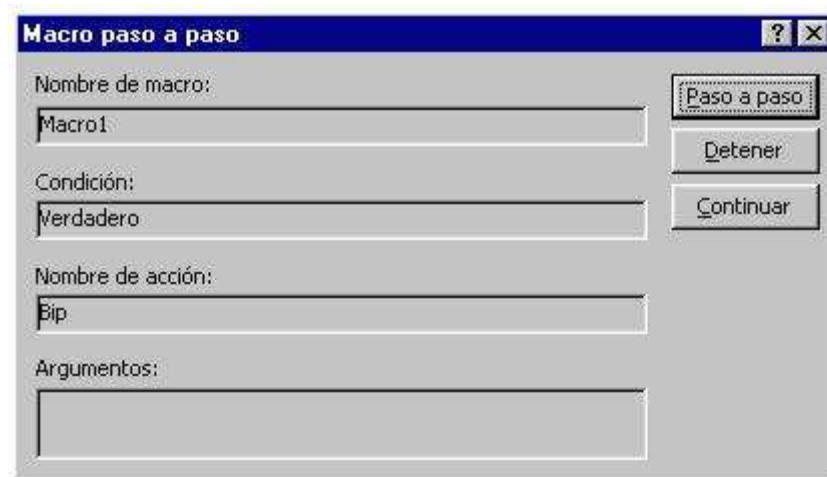 Macro paso a paso
Nombre de macro:
Macro1
Condición:
Verdadero
Nombre de acción:
Bip
Argumentos:
Paso a paso
Detener
Continuar